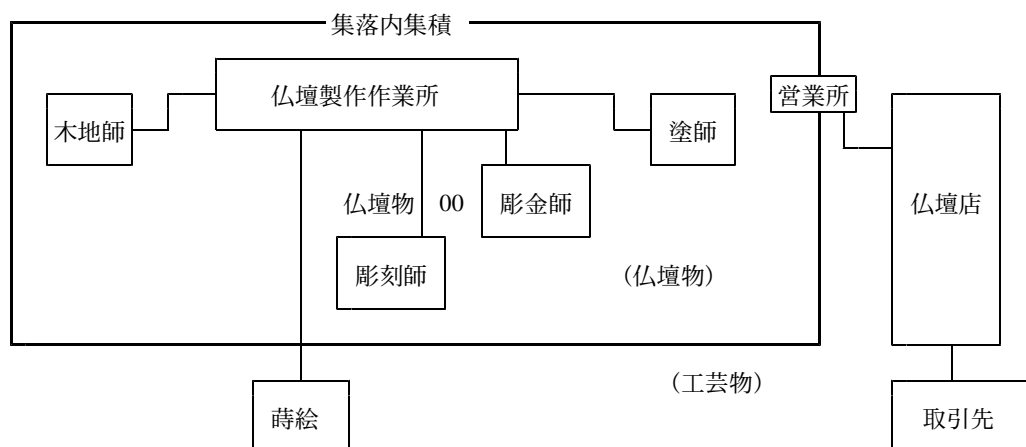 集落内集積
仏壇製作作業所
営業所
木地師
塗師
仏壇物 00
彫金師
仏壇店
彫刻師
(仏壇物)
(工芸物)
蒔絵
取引先